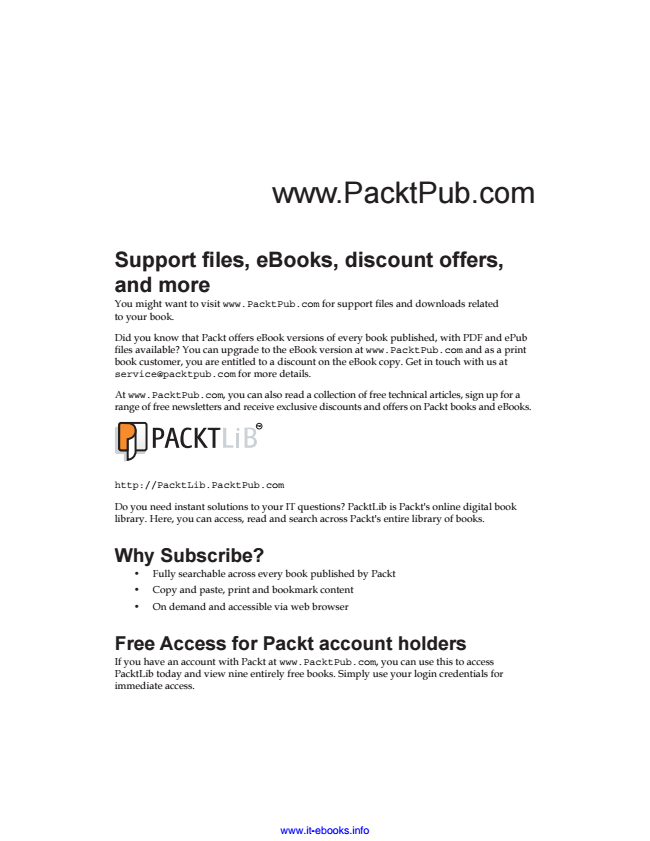 www.PacktPub.com
Support files, eBooks, discount offers,
and more
You might want to visit www.PacktPub.com for support files and downloads related
to your book.
Did you know that Packt offers eBook versions of every book published, with PDF and ePub
files available? You can upgrade to the eBook version at www.PacktPub.com and as a print
book customer, you are entitled to a discount on the eBook copy. Get in touch with us at
service@packtpub.com for more details.
At www.PacktPub.com, you can also read a collection of free technical articles, sign up for a
range of free newsletters and receive exclusive discounts and offers on Packt books and eBooks.
PACKTLiB
http://PacktLib.PacktPub.com
Do you need instant solutions to your IT questions? PacktLib is Packt's online digital book
library. Here, you can access, read and search across Packt's entire library of books.
Why Subscribe?
• Fully searchable across every book published by Packt
• Copy and paste, print and bookmark content
• On demand and accessible via web browser
Free Access for Packt account holders
If you have an account with Packt at www.PacktPub.com, you can use this to access
PacktLib today and view nine entirely free books. Simply use your login credentials for
immediate access.
www.it-ebooks.info